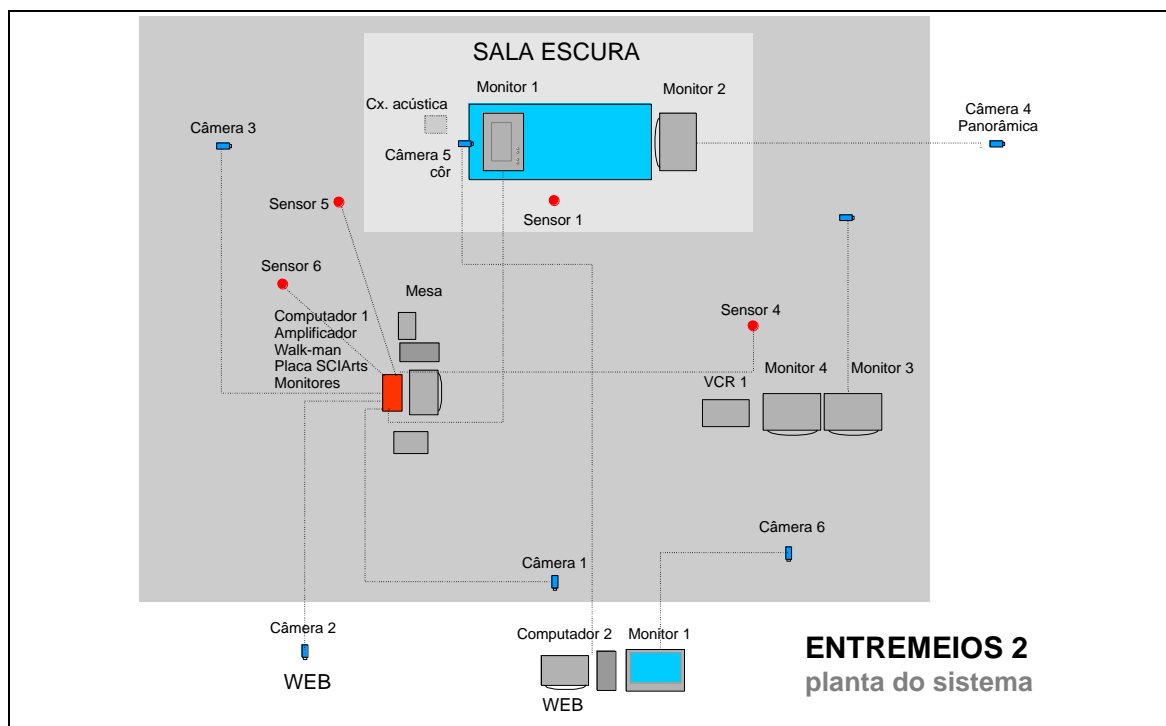 SALA ESCURA
Monitor 1
Monitor 2
Cx. acústica
Câmera 4
Panorâmica
Câmera 3
Câmera 5
côr
Sensor 5
Sensor 1
Sensor 6
Mesa
Sensor 4
Computador 1
Amplificador
Walk-man
Placa SCIArts
Monitores
VCR 1
Monitor 4
Monitor 3
Câmera 6
Câmera 1
Câmera 2
WEB
Computador 2
Monitor 1
WEB
ENTREMEIOS 2
planta do sistema